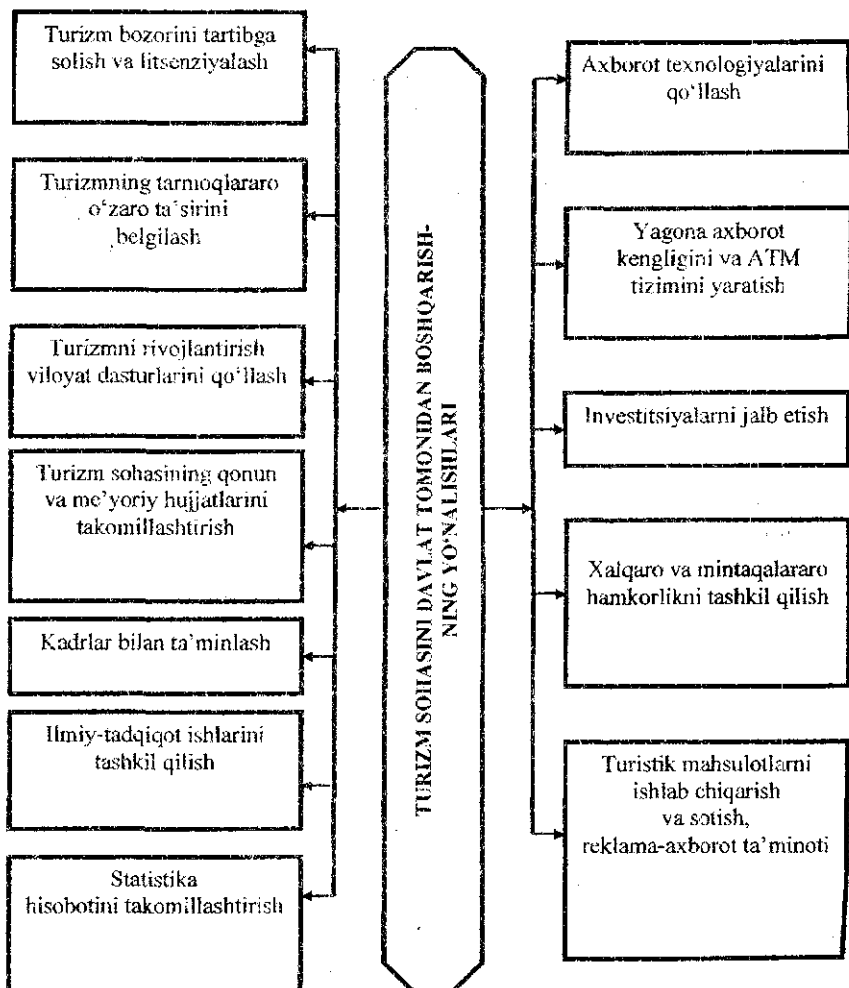 Turizm bozorini tartibga
solish va litsenziyalash
Turizmning tarmoqlararo
o‘zaro ta’sirini
belgilash
Turizmni rivojlantirish
viloyat dasturlarini qo‘llash
Turizm sohasining qonun
va me’yoriy hujjatlarini
takomillashtirish
Kadrlar bilan ta’minlash
Ilmiy-tadqiqot ishlarini
tashkil qilish
Statistika
hisobotini takomillashtirish
TURIZM SOHASINI DAVLAT TOMONIDAN BOSHQARISH-
NING YO‘NALISHLARI
Axborot texnologiyalarini
qo‘llash
Yagona axborot
kengligini va ATM
tizimini yaratish
Investitsiyalarni jalb etish
Xalqaro va mintaqalararo
hamkorlikni tashkil qilish
Turistik mahsulotlarni
ishlab chiqarish
va sotish,
reklama-axborot ta’minoti